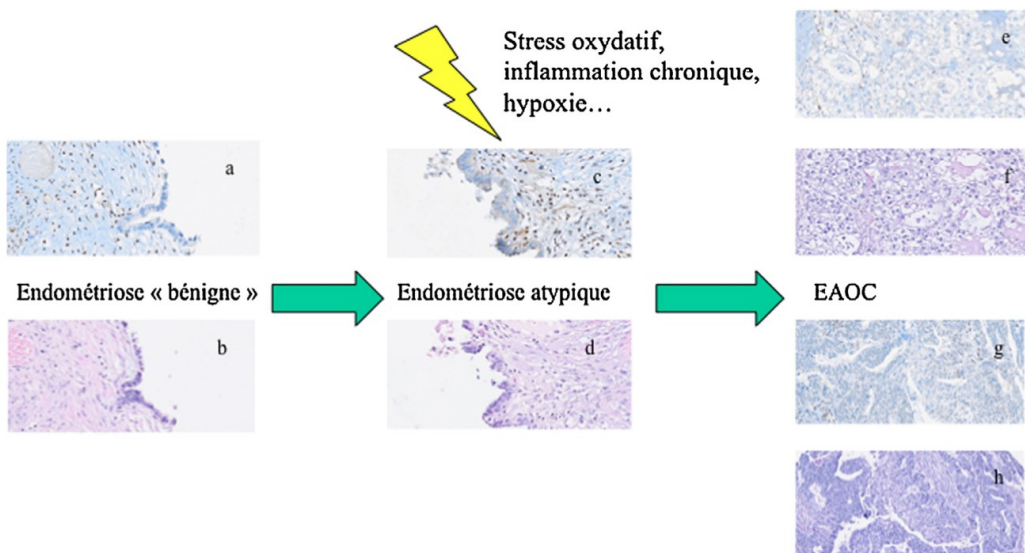 Stress oxydatif,
inflammation chronique,
hypoxie…
a
Endométriose « bénigne »
b
c
Endométriose atypique
d
e
f
EAOC
g
h